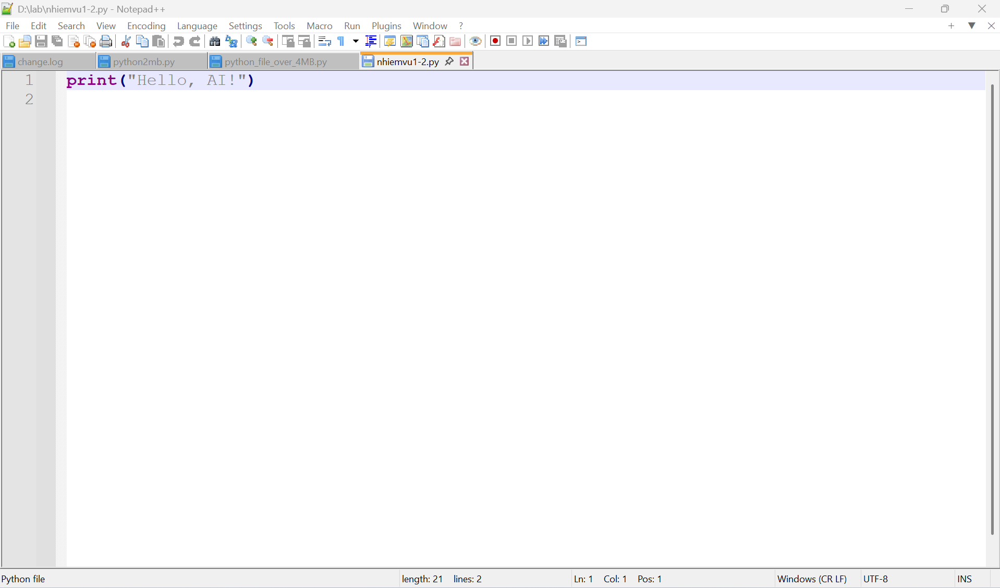 D:\lab\nhiemvu1-2.py - Notepad++
File Edit Search View Encoding Language Settings Tools Macro Run Plugins Window ?
change.log python2mb.py python_file_over_4MB.py nhiemvu1-2.py
1 print("Hello, AI!")
2
Python file length: 21 lines: 2 Ln: 1 Col: 1 Pos: 1 Windows (CR LF) UTF-8 INS